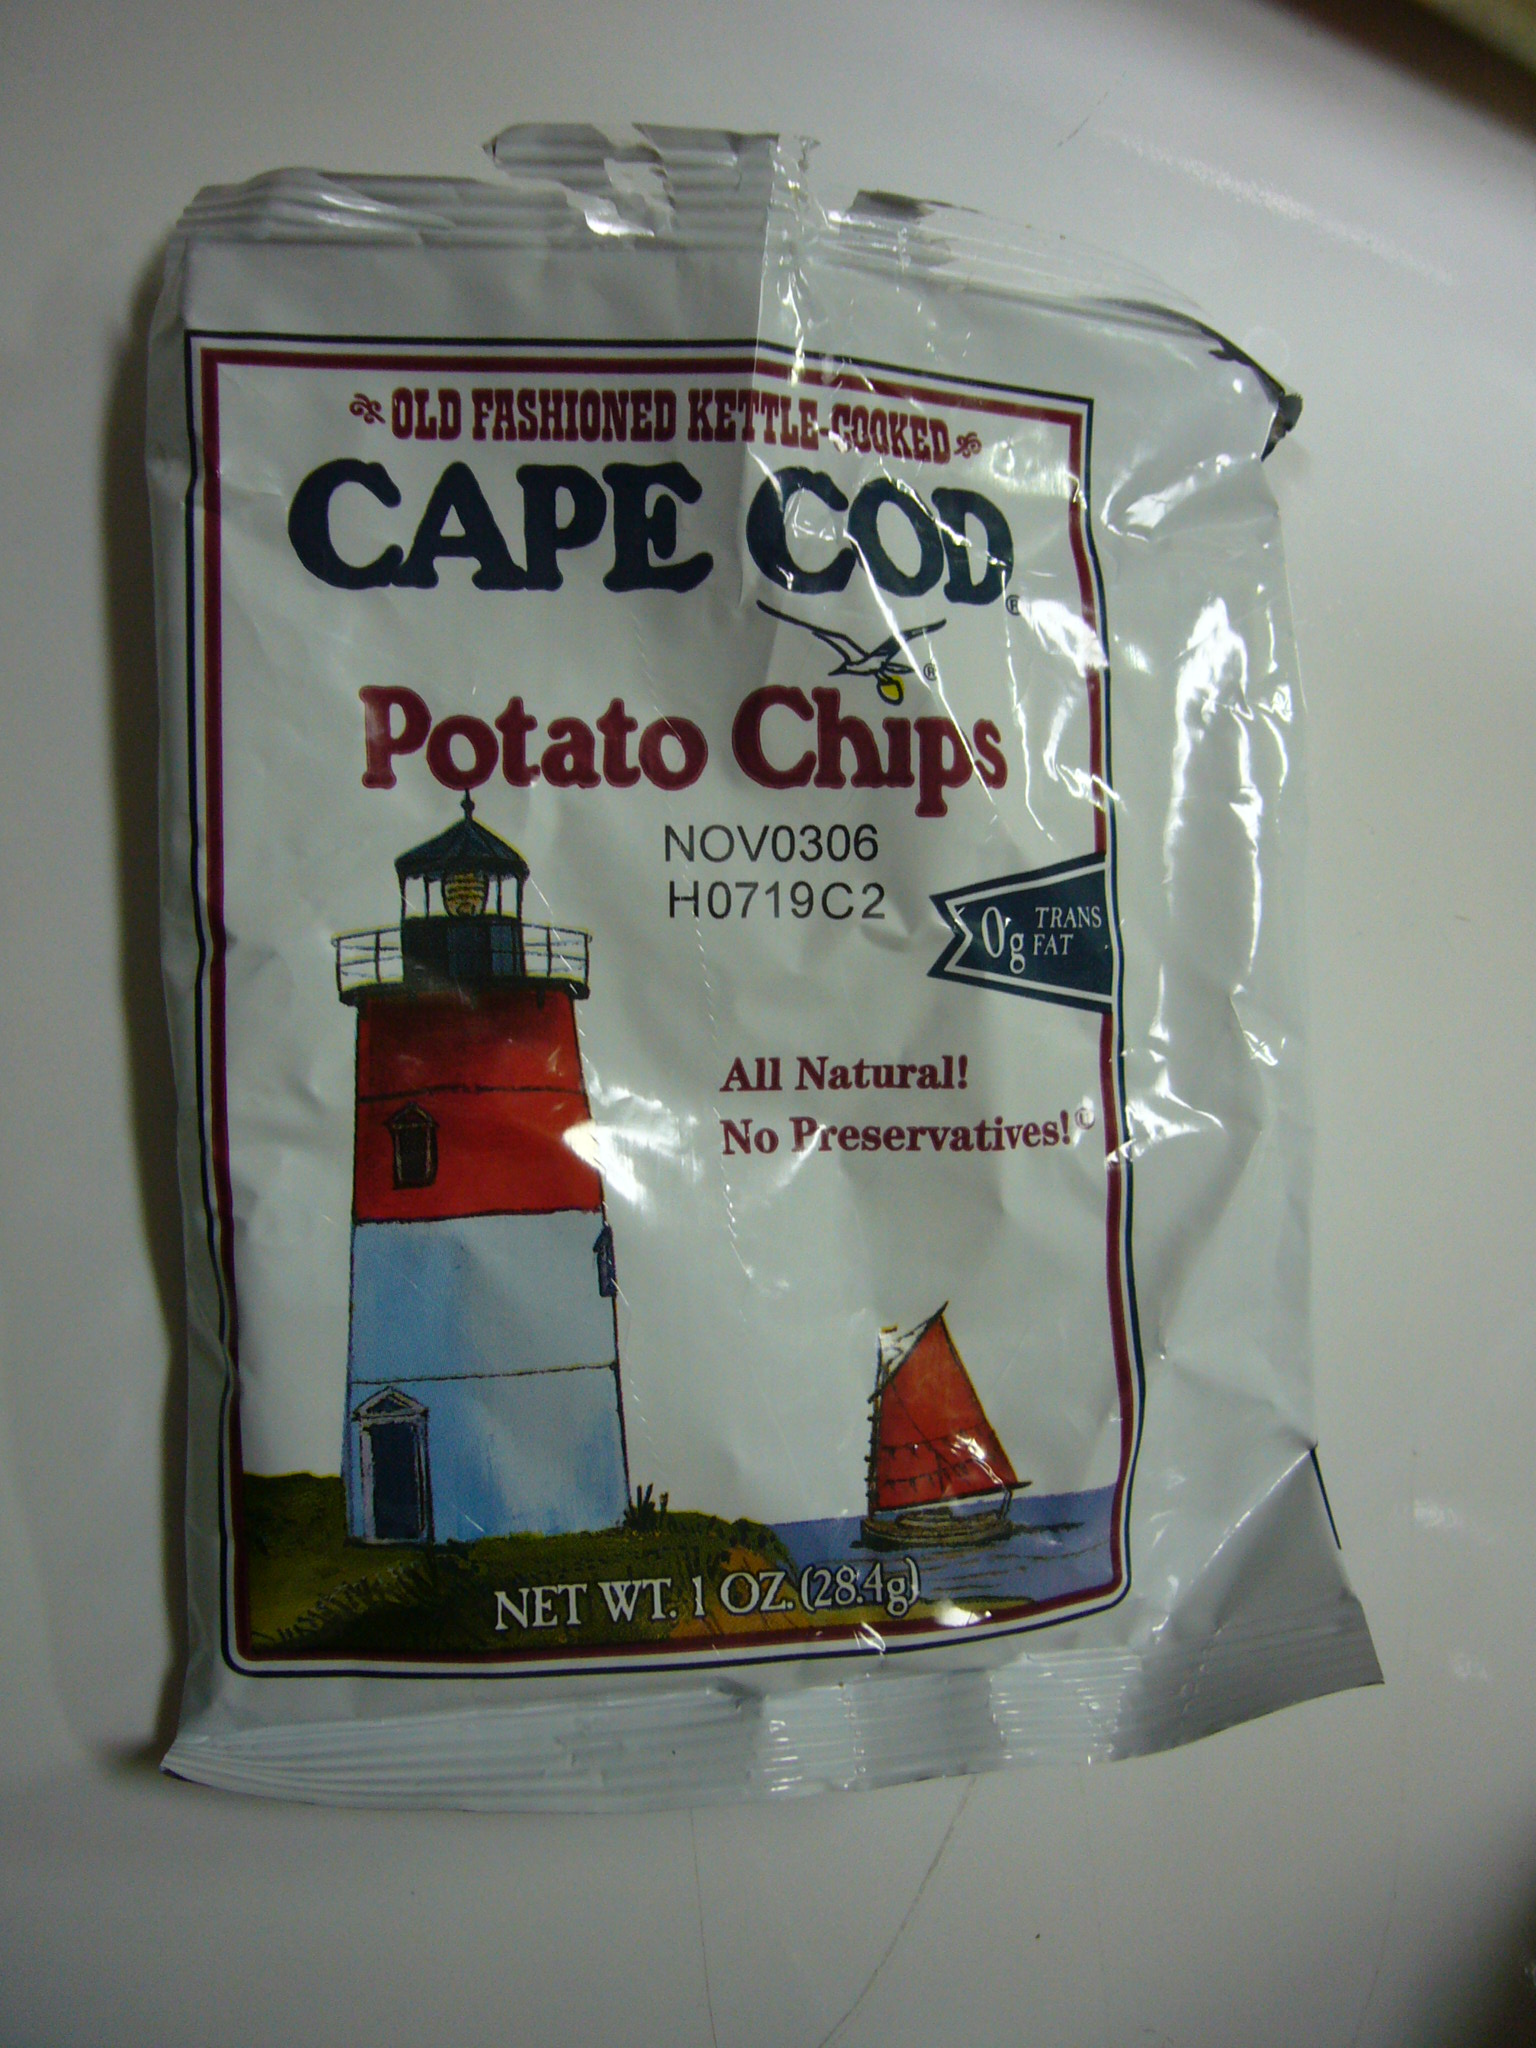 OLD FASHIONED KETTLE-COOKED
CAPE COD®
®
Potato Chips
NOV0306
H0719C2
0g TRANS
FAT
All Natural!
No Preservatives!©
NET WT. 1 OZ. (28.4g)